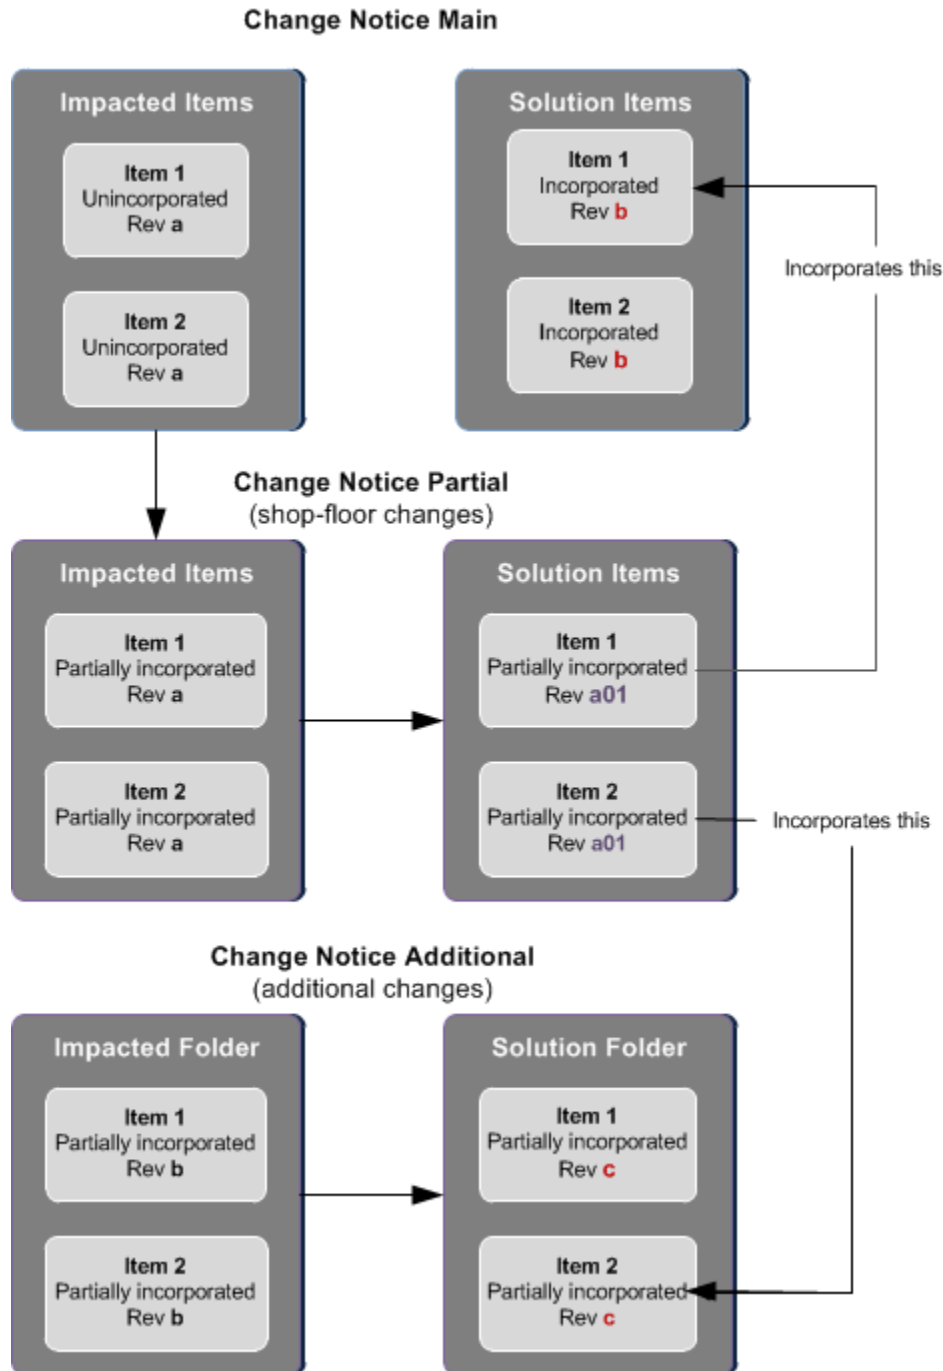 Change Notice Main
Impacted Items
Item 1
Unincorporated
Rev a
Item 2
Unincorporated
Rev a
Solution Items
Item 1
Incorporated
Rev b
Item 2
Incorporated
Rev b
Incorporates this
Change Notice Partial
(shop-floor changes)
Impacted Items
Item 1
Partially incorporated
Rev a
Item 2
Partially incorporated
Rev a
Solution Items
Item 1
Partially incorporated
Rev a01
Item 2
Partially incorporated
Rev a01
Incorporates this
Change Notice Additional
(additional changes)
Impacted Folder
Item 1
Partially incorporated
Rev b
Item 2
Partially incorporated
Rev b
Solution Folder
Item 1
Partially incorporated
Rev c
Item 2
Partially incorporated
Rev c